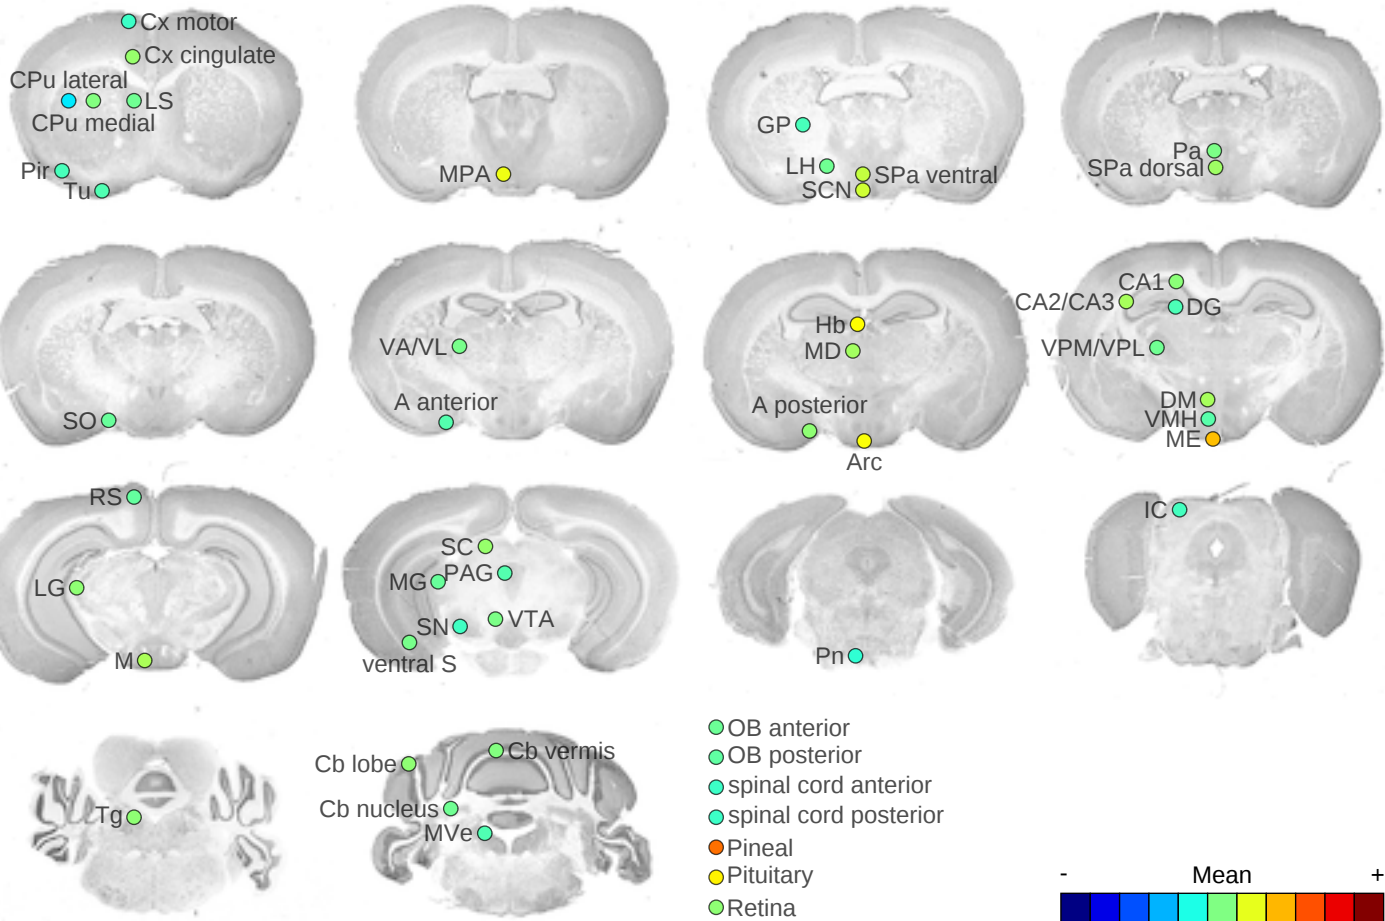 Cx motor
Cx cingulate
CPu lateral
LS
CPu medial
Pir
Tu
MPA
GP
LH
SPa ventral
SCN
Pa
SPa dorsal
SO
VA/VL
A anterior
Hb
MD
A posterior
Arc
CA1
CA2/CA3
DG
VPM/VPL
DM
VMH
ME
RS
LG
M
SC
MG
PAG
SN
VTA
ventral S
Pn
IC
Tg
Cb lobe
Cb vermis
Cb nucleus
MVe
OB anterior
OB posterior
spinal cord anterior
spinal cord posterior
Pineal
Pituitary
Retina
- Mean +